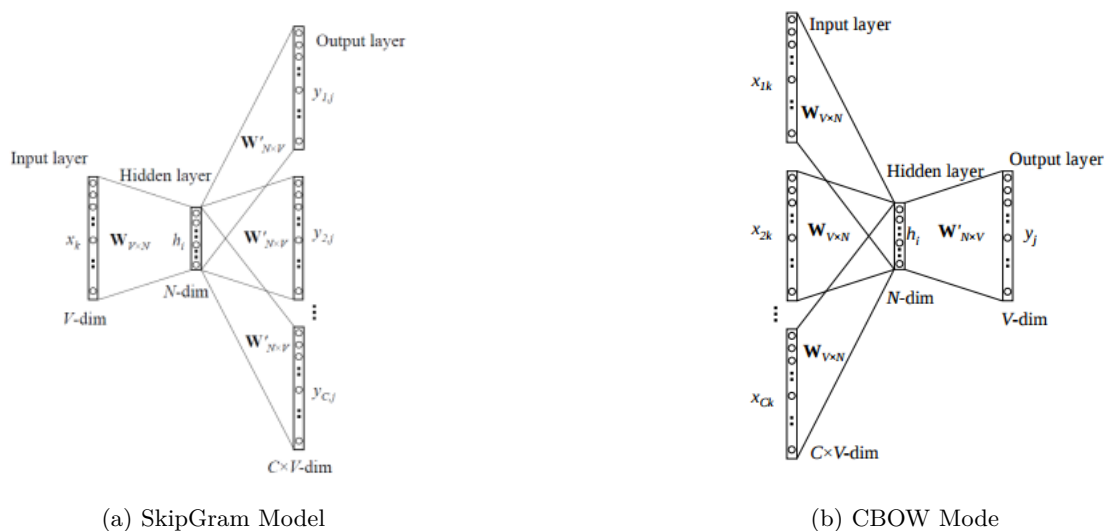 Output layer
y1,j
W'N×V
Input layer
Hidden layer
xk
WV×N
hi
W'N×V
y2,j
N-dim
V-dim
W'N×V
yC,j
C×V-dim
(a) SkipGram Model
Input layer
x1k
WV×N
Hidden layer
Output layer
x2k
WV×N
hi
W'N×V
yj
N-dim
V-dim
WV×N
xCk
C×V-dim
(b) CBOW Mode